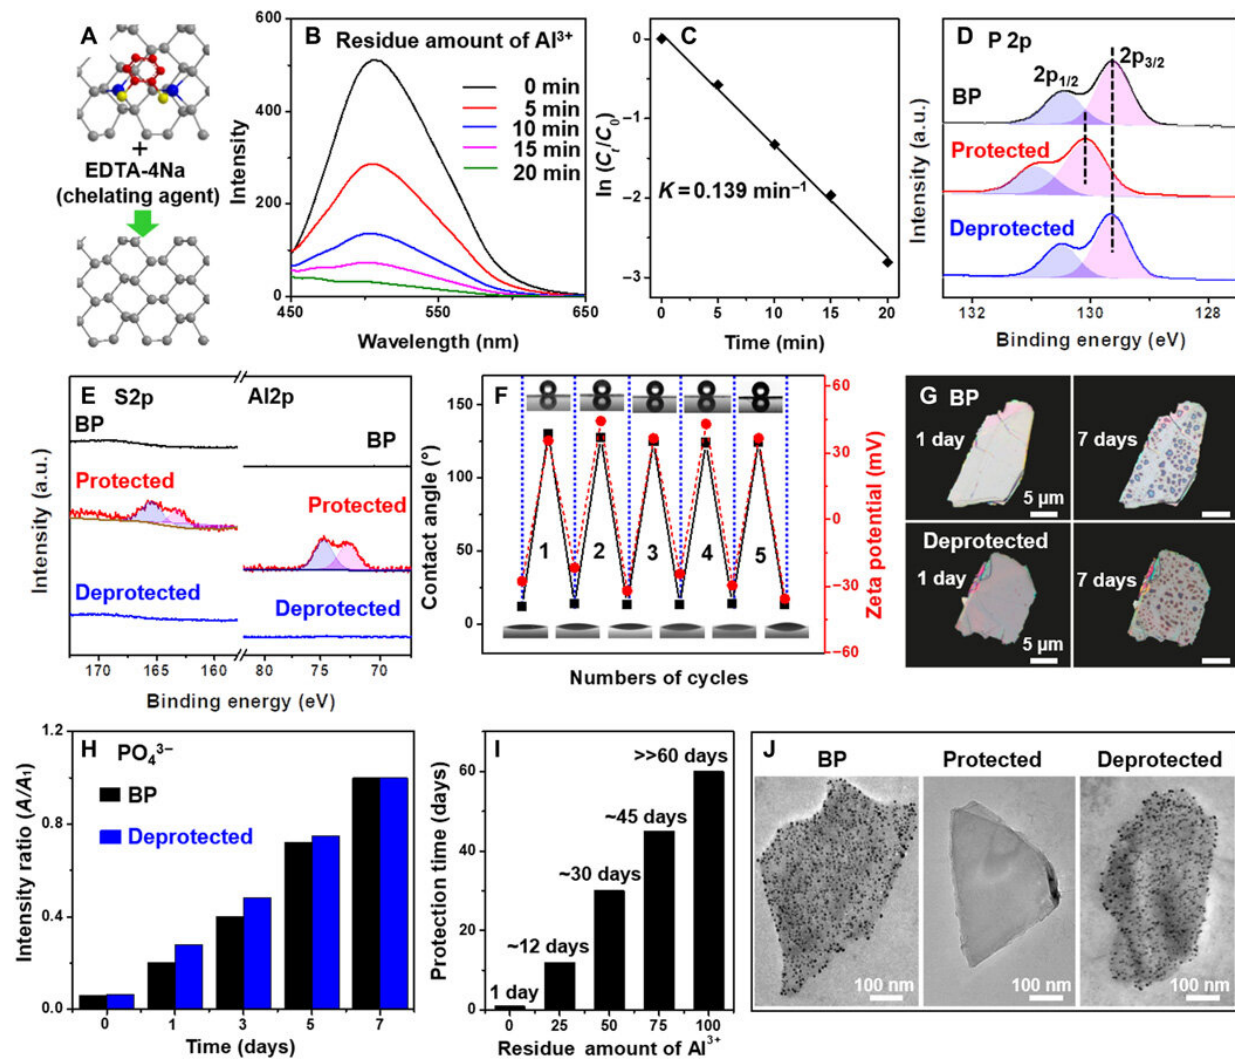 A
+
EDTA-4Na
(chelating agent)
B
Residue amount of Al³⁺
0 min
5 min
10 min
15 min
20 min
600
400
200
0
450
550
650
Intensity
Wavelength (nm)
C
0
−1
−2
−3
ln (Cₜ/C₀)
K = 0.139 min⁻¹
0
5
10
15
20
Time (min)
D
P 2p
2p₁/₂
2p₃/₂
BP
Protected
Deprotected
132
130
128
Intensity (a.u.)
Binding energy (eV)
E
S2p
Al2p
BP
BP
Protected
Protected
Deprotected
Deprotected
170
165
160
80
75
70
Intensity (a.u.)
Binding energy (eV)
F
150
125
100
75
50
25
0
Contact angle (°)
1
2
3
4
5
60
30
0
−30
−60
Zeta potential (mV)
Numbers of cycles
G
BP
1 day
5 μm
7 days
Deprotected
1 day
5 μm
7 days
H
PO₄³⁻
BP
Deprotected
1.2
0.8
0.4
0.0
Intensity ratio (A/A₁)
0
1
3
5
7
Time (days)
I
60
40
20
0
Protection time (days)
1 day
~12 days
~30 days
~45 days
>>60 days
0
25
50
75
100
Residue amount of Al³⁺
J
BP
Protected
Deprotected
100 nm
100 nm
100 nm